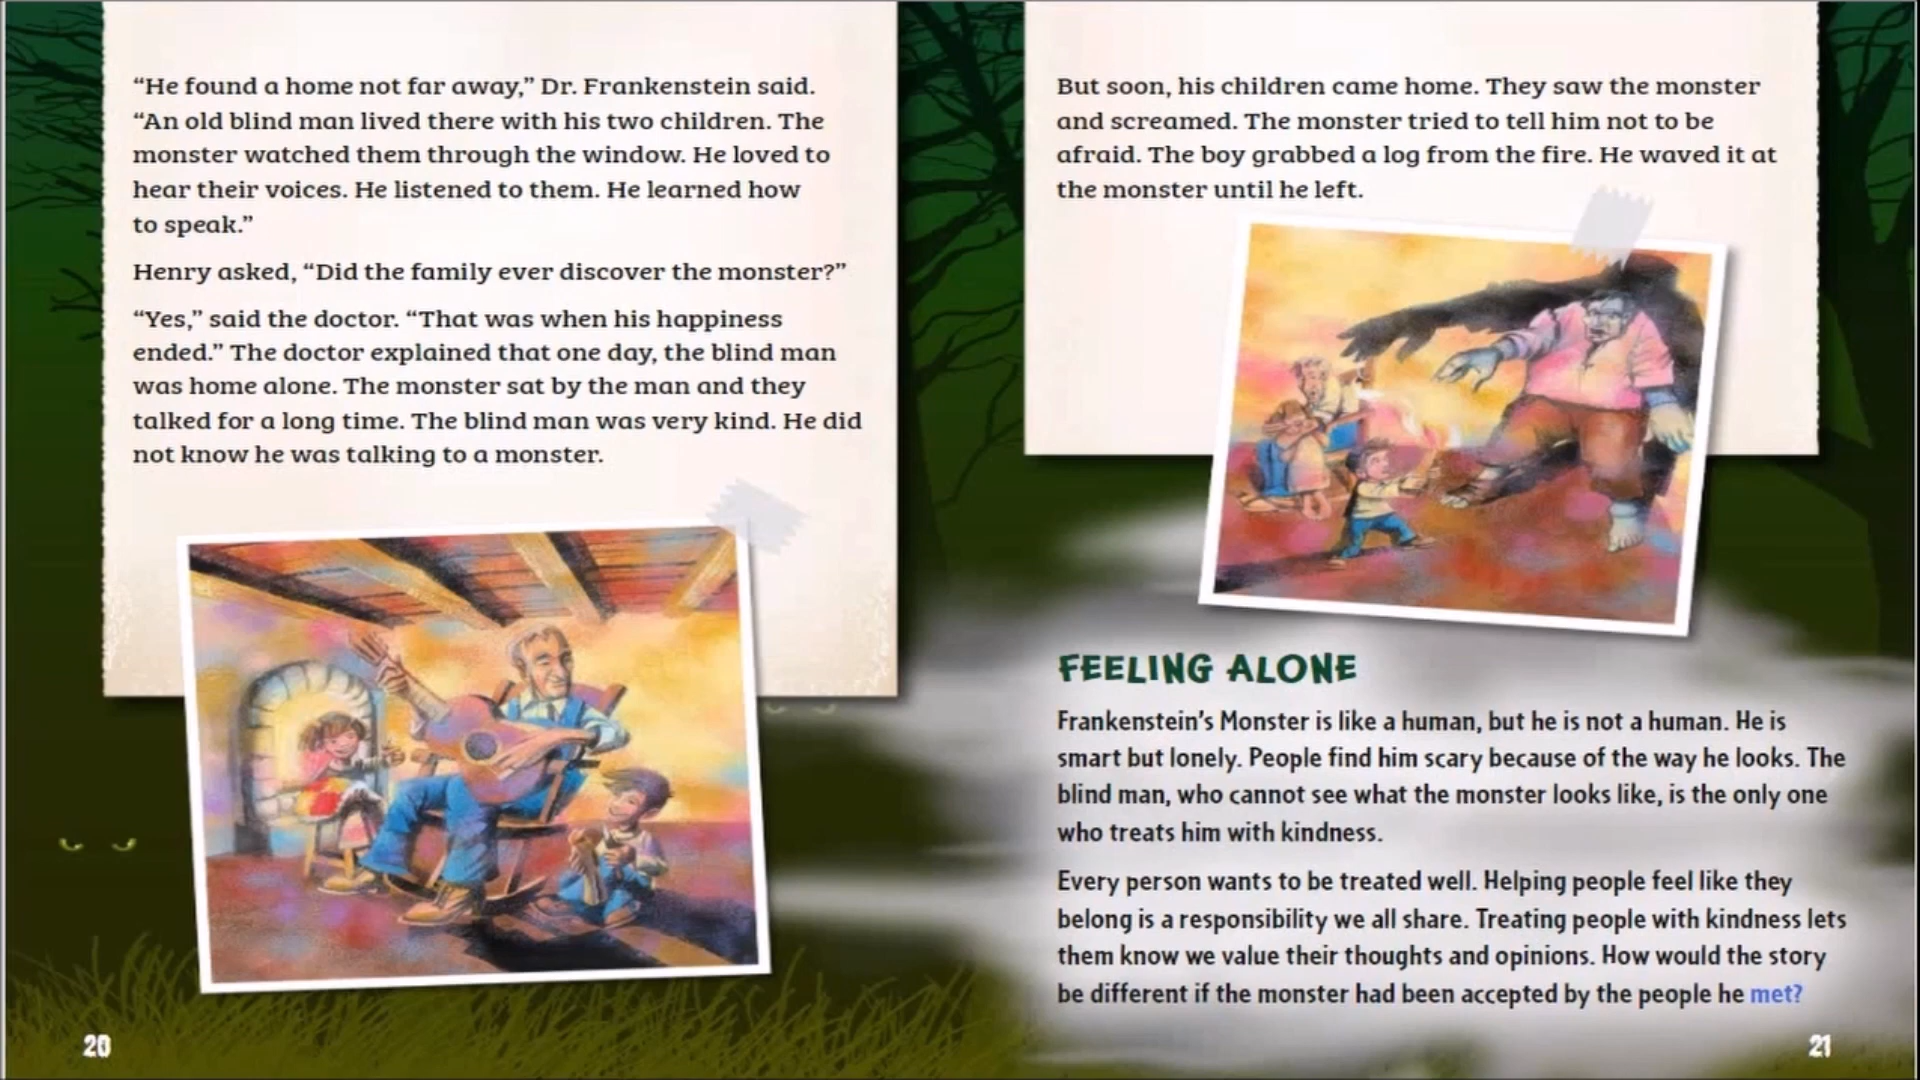 “He found a home not far away,” Dr. Frankenstein said.
“An old blind man lived there with his two children. The
monster watched them through the window. He loved to
hear their voices. He listened to them. He learned how
to speak.”
Henry asked, “Did the family ever discover the monster?”
“Yes,” said the doctor. “That was when his happiness
ended.” The doctor explained that one day, the blind man
was home alone. The monster sat by the man and they
talked for a long time. The blind man was very kind. He did
not know he was talking to a monster.
20
But soon, his children came home. They saw the monster
and screamed. The monster tried to tell him not to be
afraid. The boy grabbed a log from the fire. He waved it at
the monster until he left.
FEELING ALONE
Frankenstein’s Monster is like a human, but he is not a human. He is
smart but lonely. People find him scary because of the way he looks. The
blind man, who cannot see what the monster looks like, is the only one
who treats him with kindness.
Every person wants to be treated well. Helping people feel like they
belong is a responsibility we all share. Treating people with kindness lets
them know we value their thoughts and opinions. How would the story
be different if the monster had been accepted by the people he met?
21